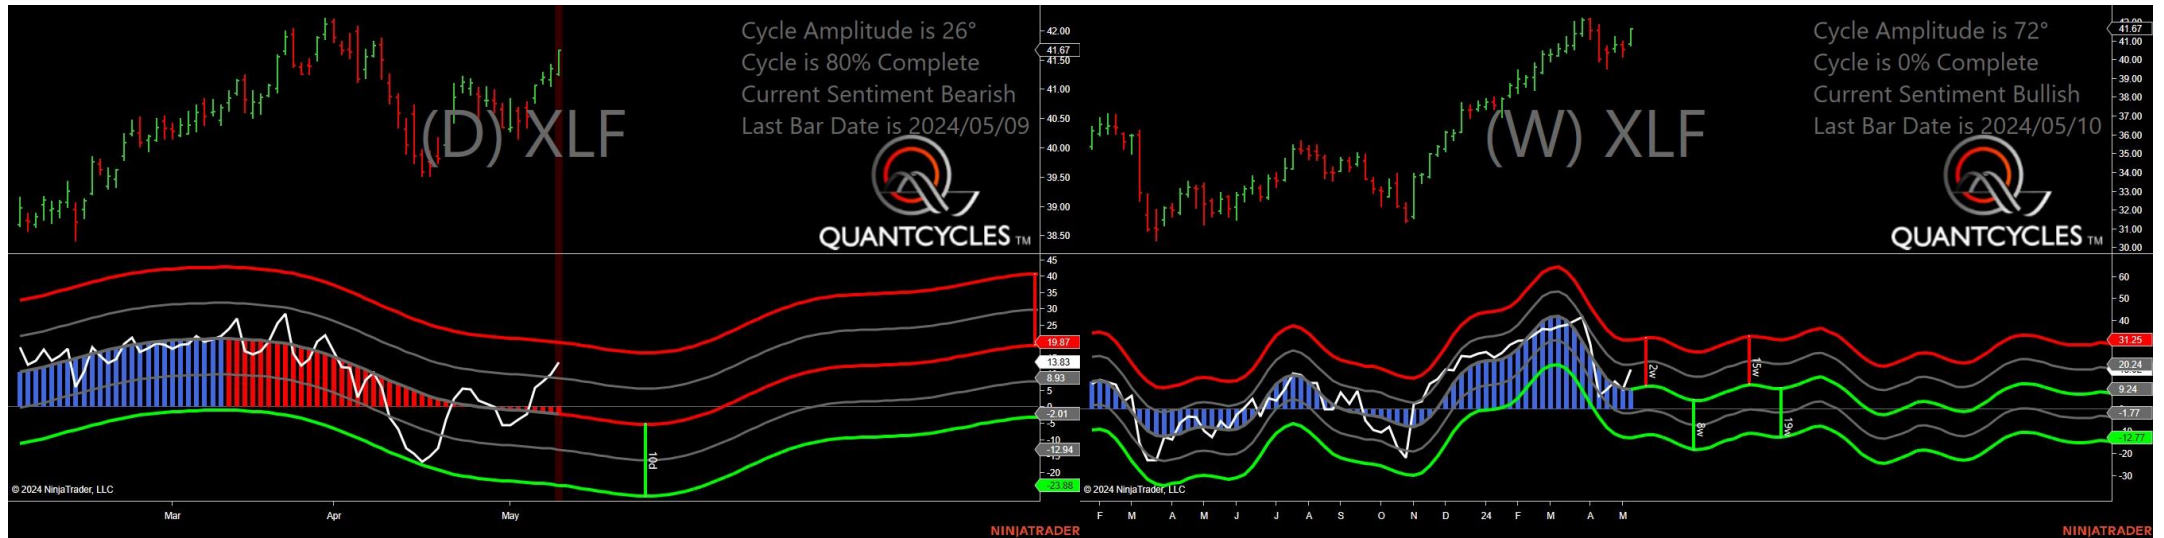 Cycle Amplitude is 26°
Cycle is 80% Complete
Current Sentiment Bearish
Last Bar Date is 2024/05/09
(D) XLF
QUANTCYCLES TM
42.00
41.67
41.50
41.00
40.50
40.00
39.50
39.00
38.50
45
40
35
30
25
19.87
13.83
8.93
-2.01
-5
-10
-12.94
-20
-23.88
10d
© 2024 NinjaTrader, LLC
Mar Apr May
NINJATRADER
Cycle Amplitude is 72°
Cycle is 0% Complete
Current Sentiment Bullish
Last Bar Date is 2024/05/10
(W) XLF
QUANTCYCLES TM
42.00
41.67
41.00
40.00
39.00
38.00
37.00
36.00
35.00
34.00
33.00
32.00
31.00
30.00
60
50
40
31.25
20.24
9.24
-1.77
-12.77
-20
-30
2w
15w
8w
19w
© 2024 NinjaTrader, LLC
F M A M J J A S O N D 24 F M A M
NINJATRADER